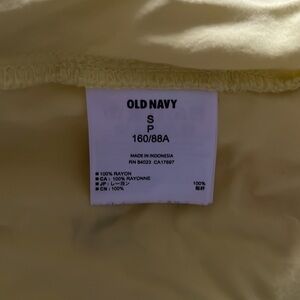 OLD NAVY
S
P
160/88A
MADE IN INDONESIA
RN 54023 CA17897
■ 100% RAYON
■ CA : 100% RAYONNE
■ JP : レーヨン 100%
■ CN : 100%